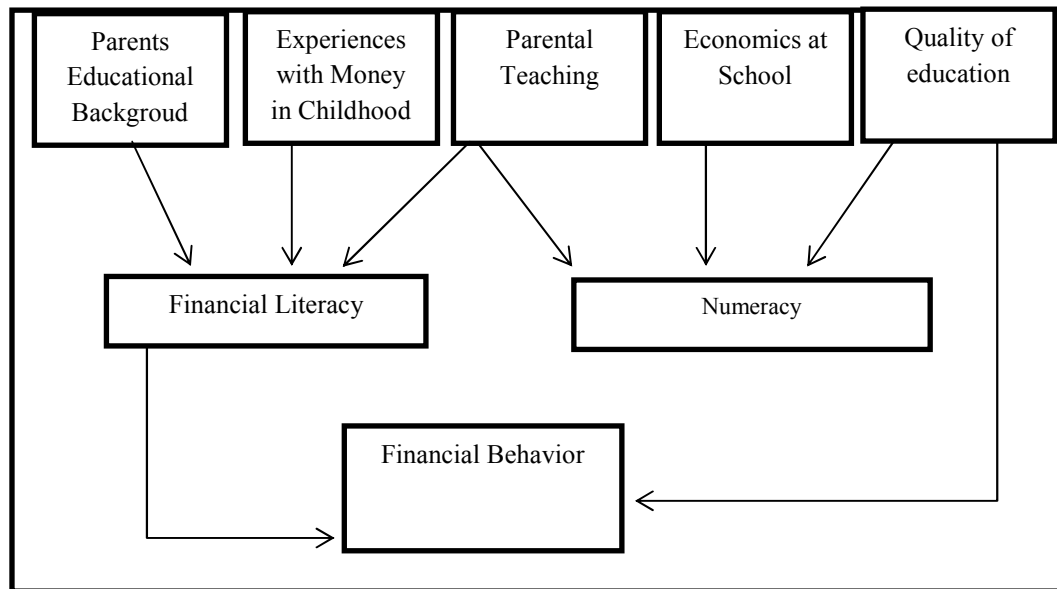 Parents
Educational
Backgroud
Experiences
with Money
in Childhood
Parental
Teaching
Economics at
School
Quality of
education
Financial Literacy
Numeracy
Financial Behavior